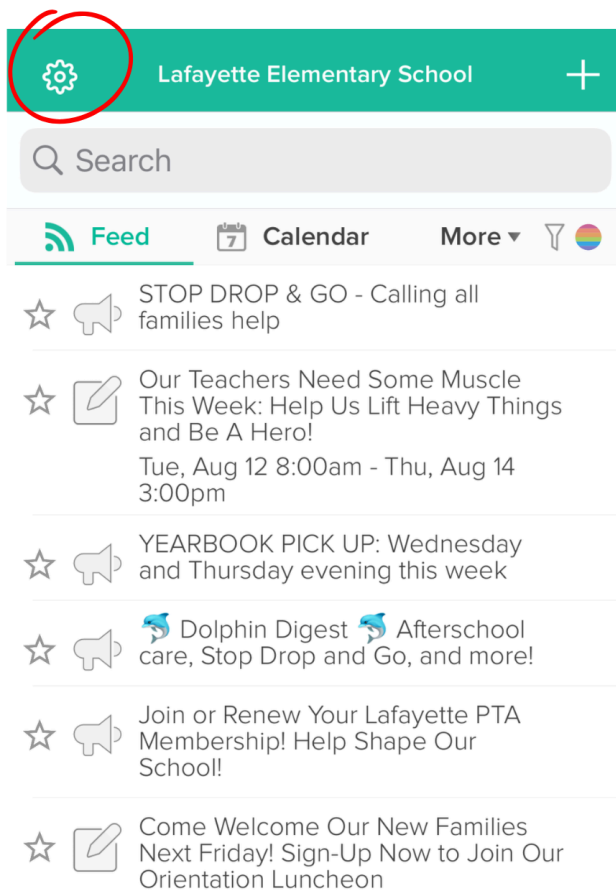 Lafayette Elementary School
Search
Feed
7
Calendar
More
STOP DROP & GO - Calling all
families help
Our Teachers Need Some Muscle
This Week: Help Us Lift Heavy Things
and Be A Hero!
Tue, Aug 12 8:00am - Thu, Aug 14
3:00pm
YEARBOOK PICK UP: Wednesday
and Thursday evening this week
🐬 Dolphin Digest 🐬 Afterschool
care, Stop Drop and Go, and more!
Join or Renew Your Lafayette PTA
Membership! Help Shape Our
School!
Come Welcome Our New Families
Next Friday! Sign-Up Now to Join Our
Orientation Luncheon